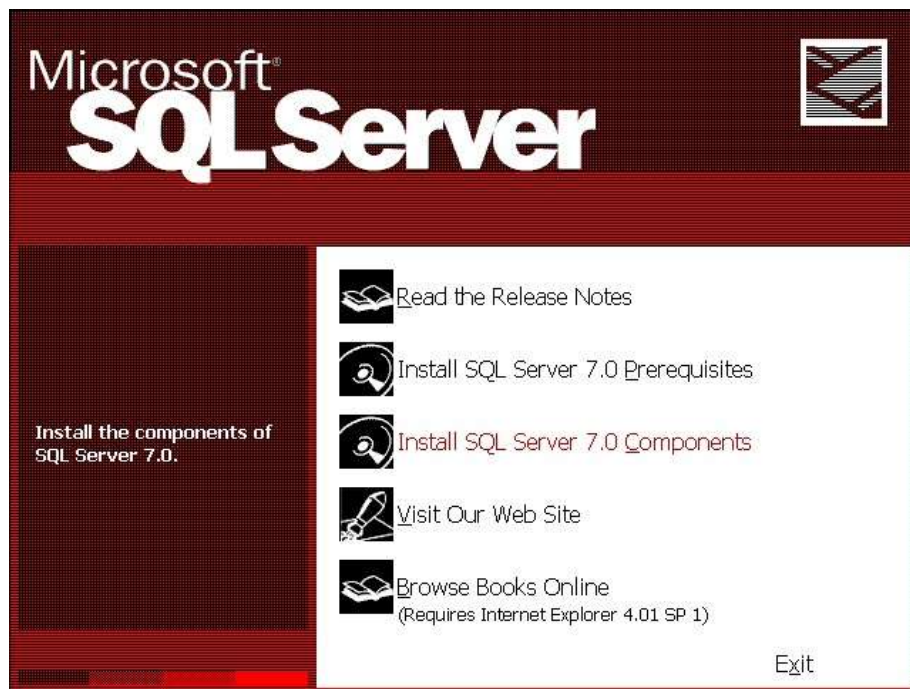 Microsoft®
SQL Server
Install the components of
SQL Server 7.0.
Read the Release Notes
Install SQL Server 7.0 Prerequisites
Install SQL Server 7.0 Components
Visit Our Web Site
Browse Books Online
(Requires Internet Explorer 4.01 SP 1)
Exit